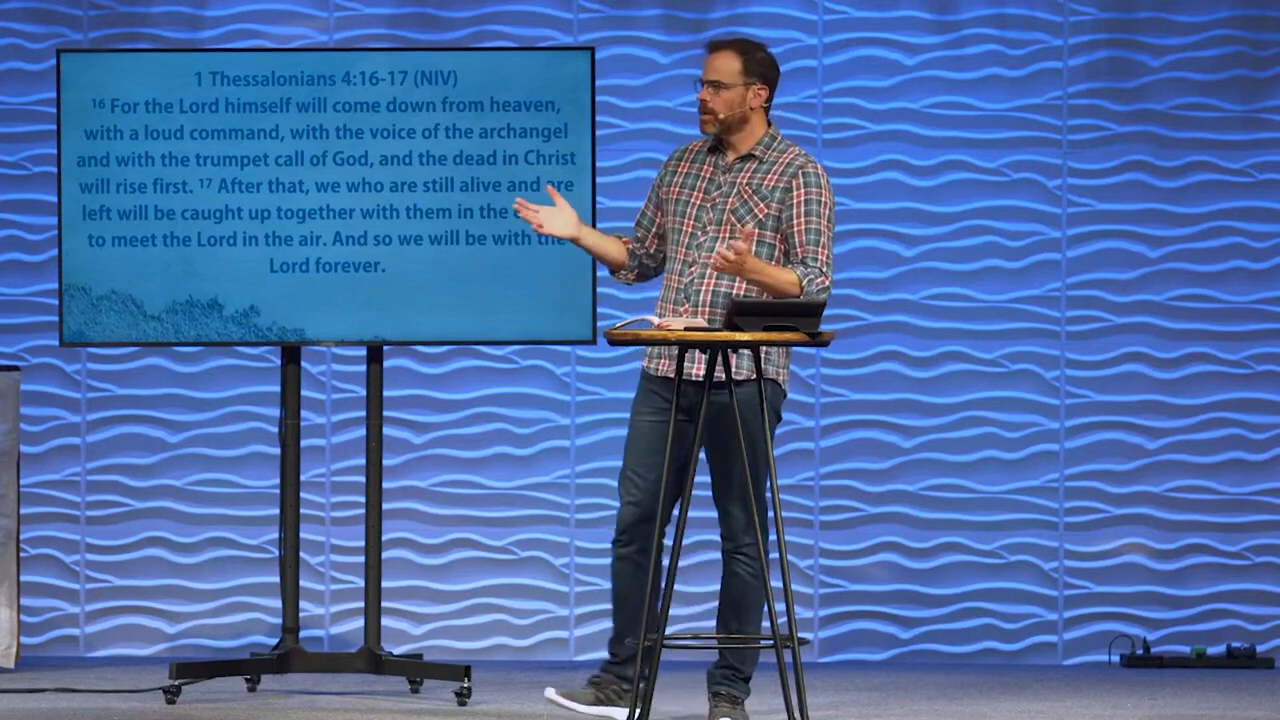 1 Thessalonians 4:16-17 (NIV)
16 For the Lord himself will come down from heaven,
with a loud command, with the voice of the archangel
and with the trumpet call of God, and the dead in Christ
will rise first. 17 After that, we who are still alive and are
left will be caught up together with them in the
to meet the Lord in the air. And so we will be with the
Lord forever.